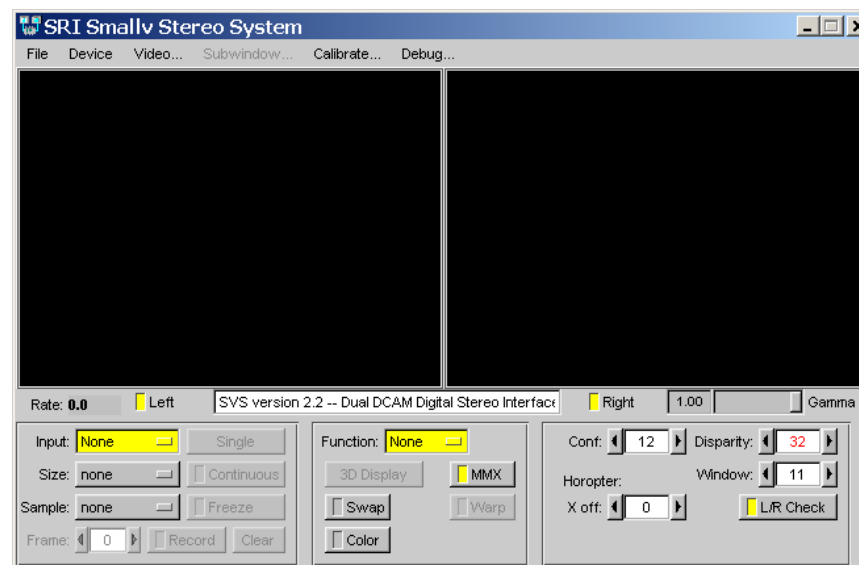 SRI Smallv Stereo System
File Device Video... Subwindow... Calibrate... Debug...
Rate: 0.0 Left SVS version 2.2 -- Dual DCAM Digital Stereo Interface Right 1.00 Gamma
Input: None Single Function: None Conf: 12 Disparity: 32
Size: none Continuous 3D Display MMX Horopter: Window: 11
Sample: none Freeze Swap Warp X off: 0 L/R Check
Frame: 0 Record Clear Color